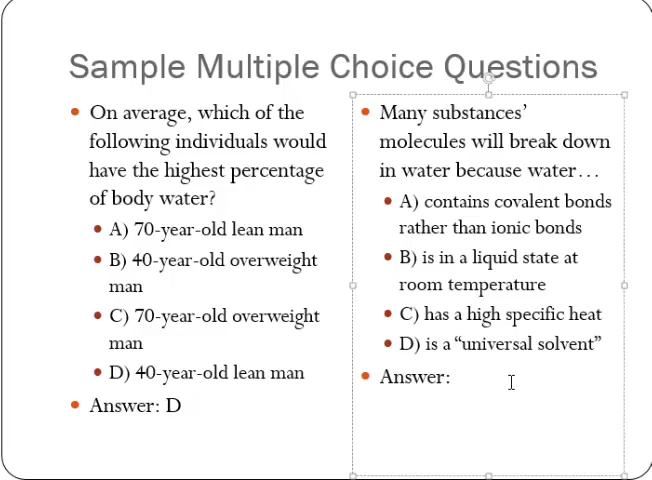 Sample Multiple Choice Questions
On average, which of the
following individuals would
have the highest percentage
of body water?
A) 70-year-old lean man
B) 40-year-old overweight
man
C) 70-year-old overweight
man
D) 40-year-old lean man
Answer: D
Many substances’
molecules will break down
in water because water…
A) contains covalent bonds
rather than ionic bonds
B) is in a liquid state at
room temperature
C) has a high specific heat
D) is a “universal solvent”
Answer: